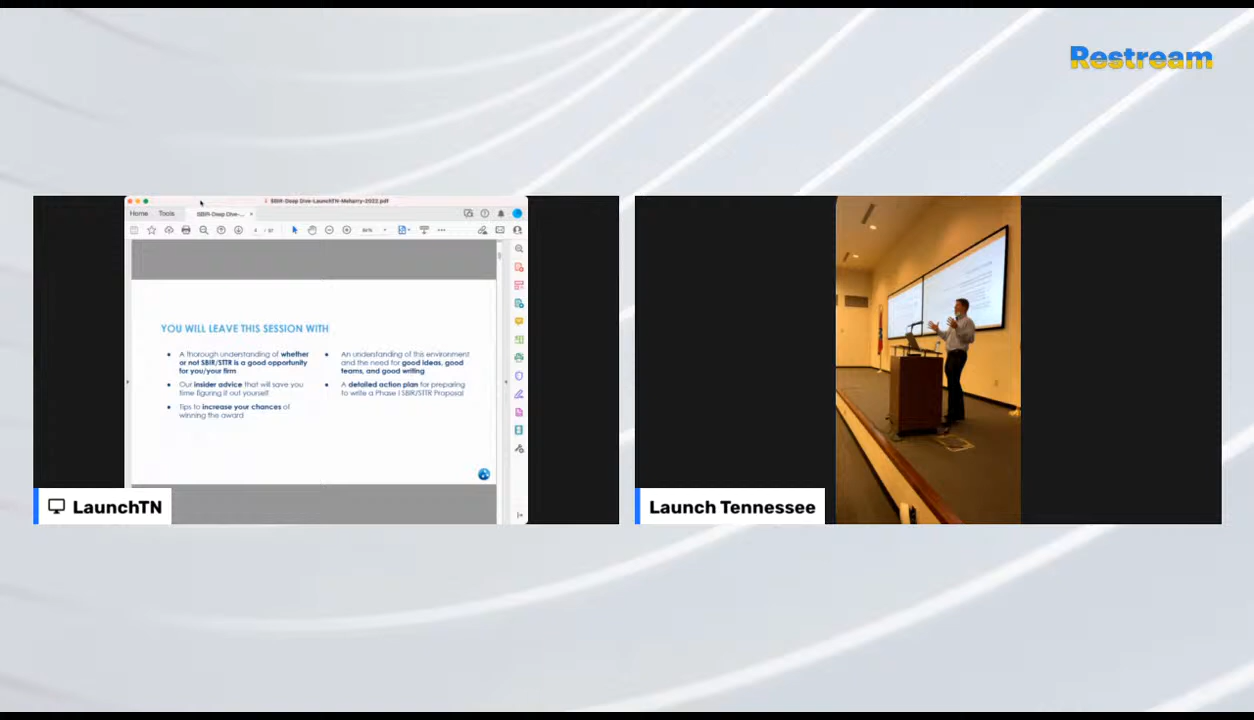 Restream
SBIR-Deep Dive-LaunchTN-Meharry-2022.pdf
Home
Tools
SBIR-Deep Dive-...
YOU WILL LEAVE THIS SESSION WITH
A thorough understanding of whether
or not SBIR/STTR is a good opportunity
for you/your firm
Our insider advice that will save you
time figuring it out yourself
Tips to increase your chances of
winning the award
An understanding of this environment
and the need for good ideas, good
teams, and good writing
A detailed action plan for preparing
to write a Phase I SBIR/STTR Proposal
LaunchTN
Launch Tennessee